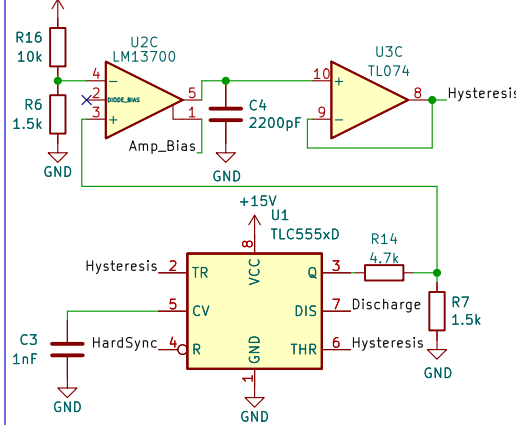 R16
10k
U2C
LM13700
4
−
2
DIODE_BIAS
3
+
5
1
R6
1.5k
GND
Amp_Bias
C4
2200pF
GND
U3C
TL074
10
+
9
−
8
Hysteresis
+15V
U1
TLC555xD
8
VCC
Hysteresis
2
TR
Q
3
R14
4.7k
5
CV
DIS
7
Discharge
R7
1.5k
C3
1nF
HardSync
4
R
GND
THR
6
Hysteresis
1
GND
GND
GND